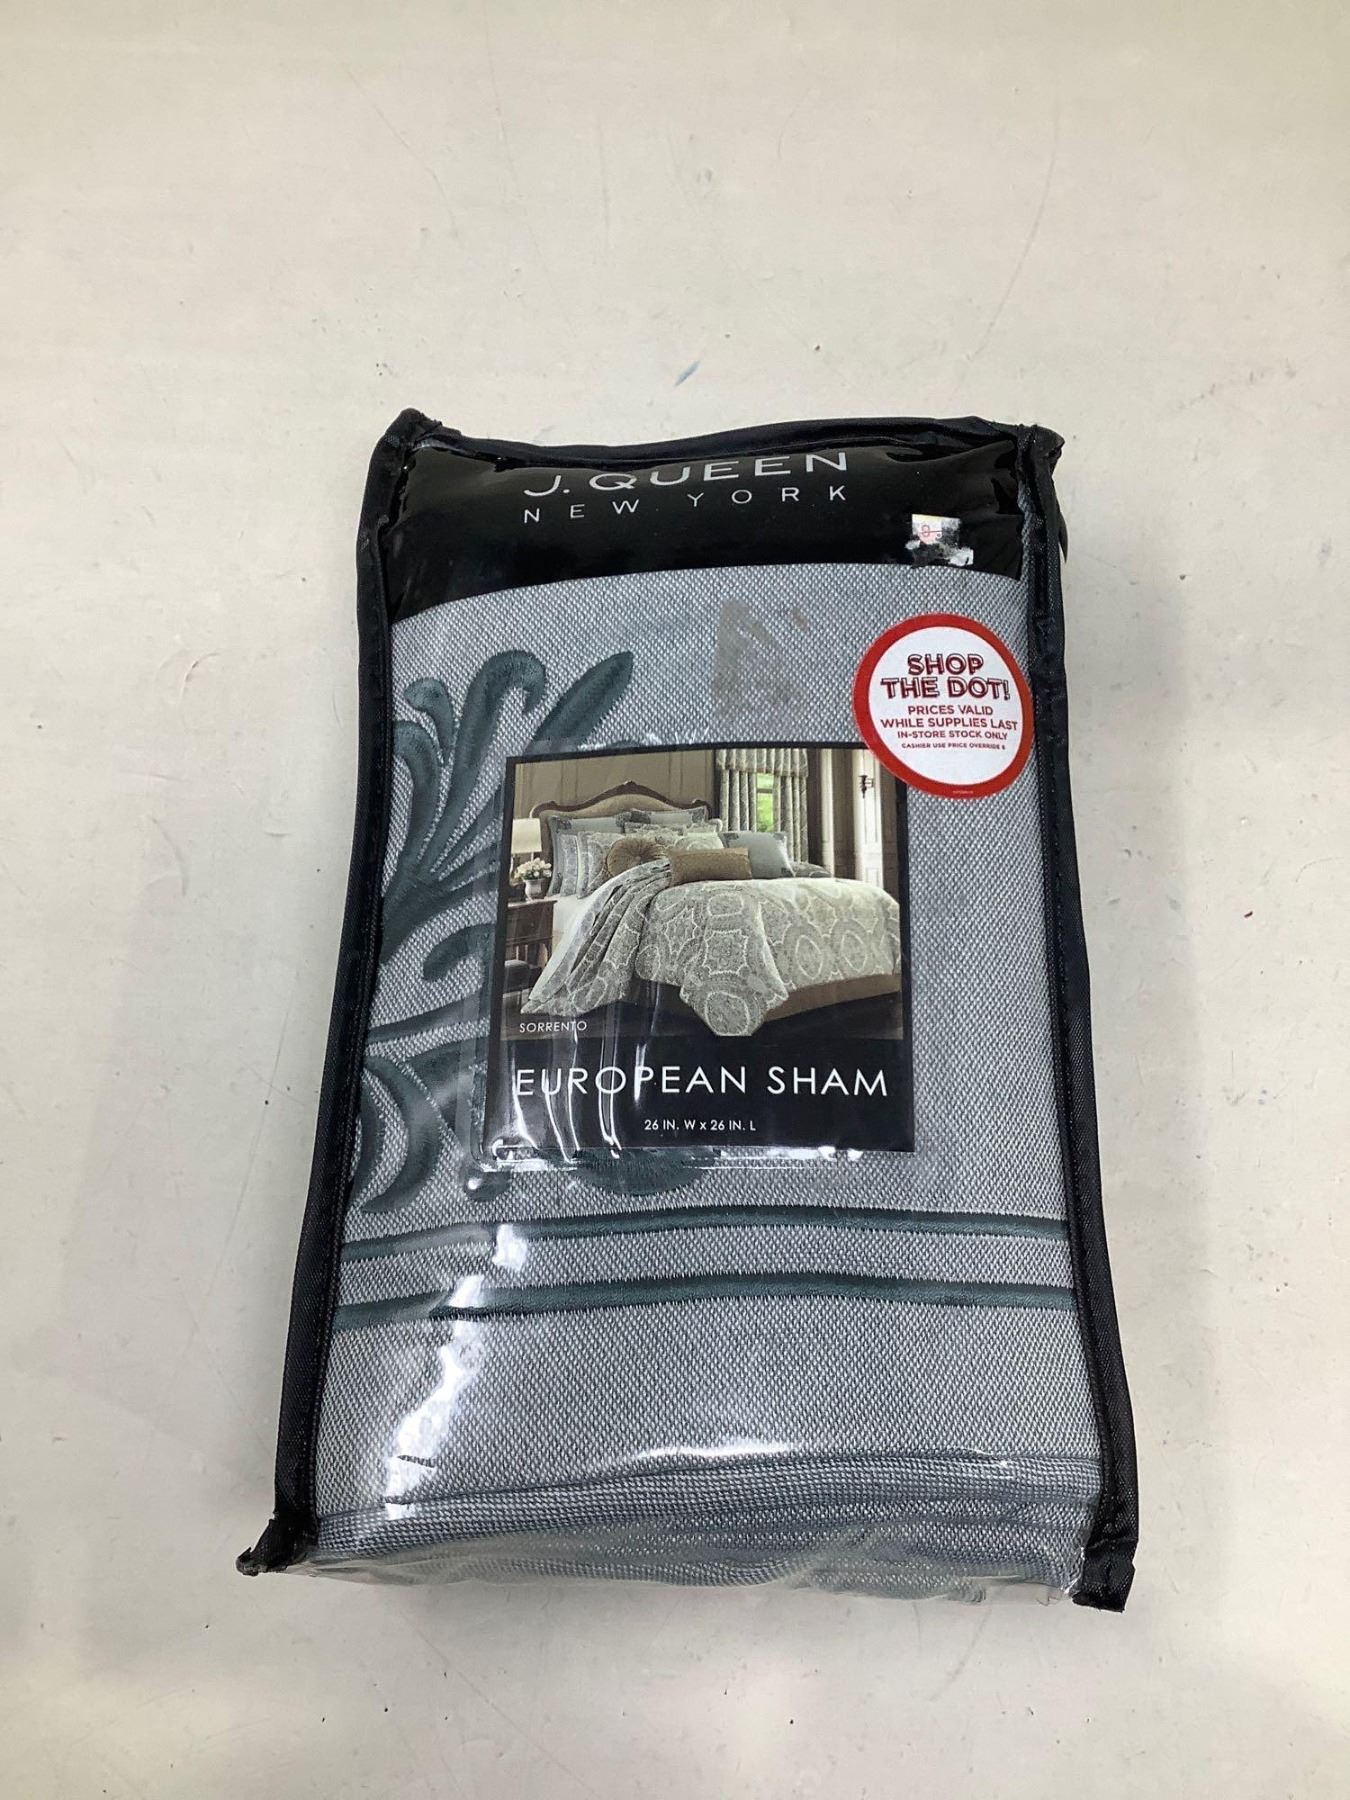 J. QUEEN
NEW YORK
SHOP
THE DOT!
PRICES VALID
WHILE SUPPLIES LAST
IN-STORE STOCK ONLY
CASHIER USE PRICE OVERRIDE 5
SORRENTO
EUROPEAN SHAM
26 IN. W x 26 IN. L